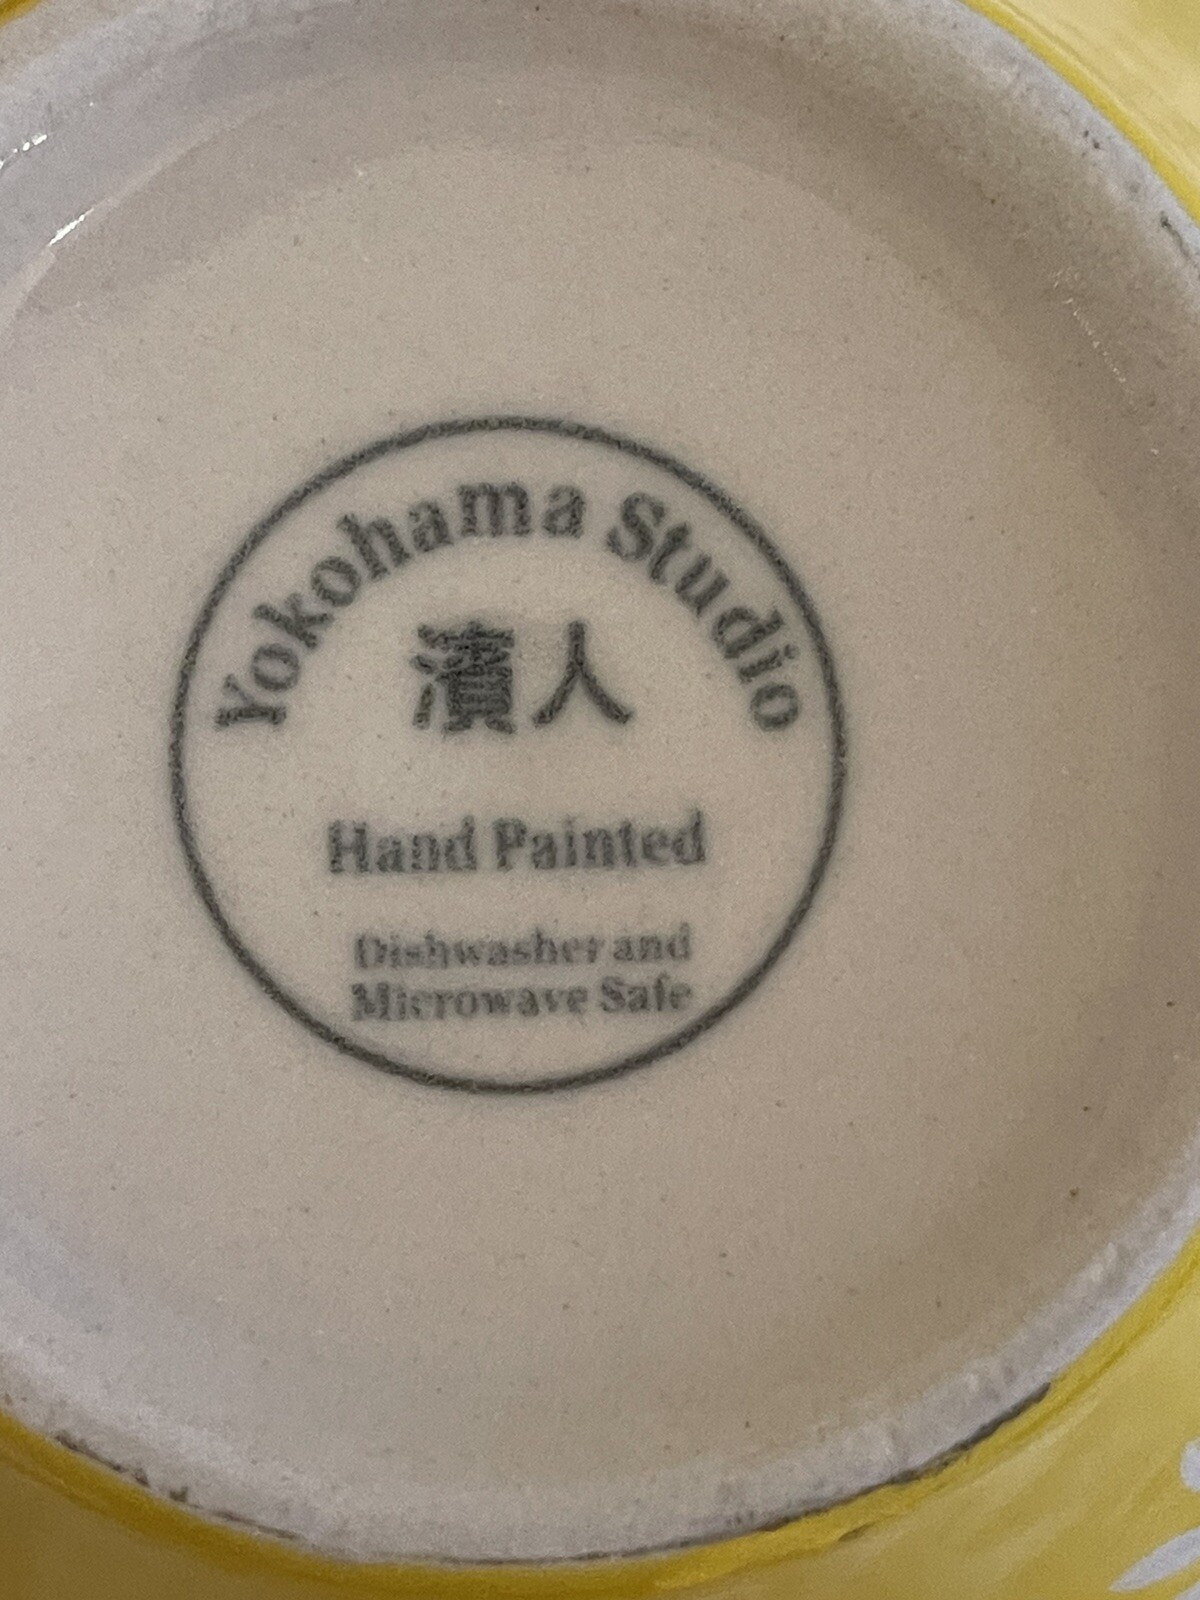 Yokohama Studio
濱人
Hand Painted
Dishwasher and
Microwave Safe